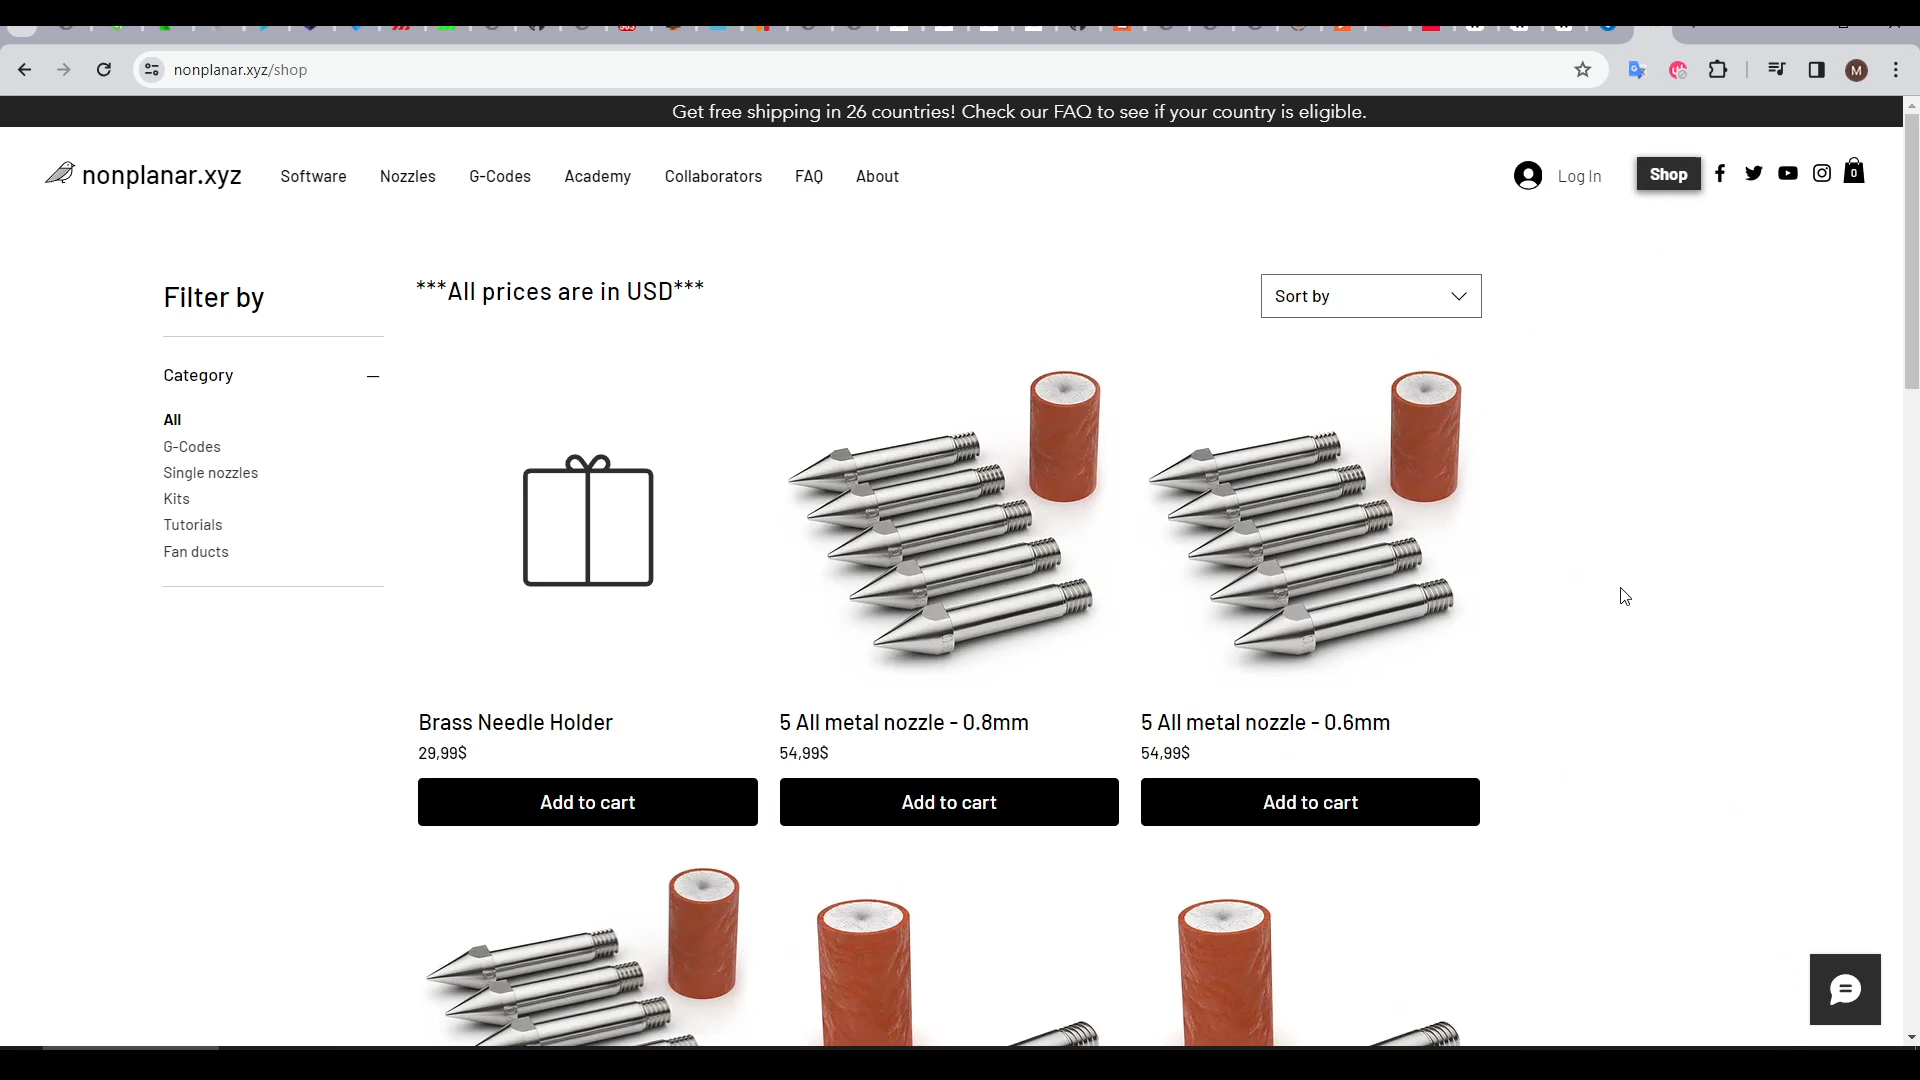 nonplanar.xyz/shop
M
Get free shipping in 26 countries! Check our FAQ to see if your country is eligible.
nonplanar.xyz
Software
Nozzles
G-Codes
Academy
Collaborators
FAQ
About
Log In
Shop
0
Filter by
***All prices are in USD***
Sort by
Category
All
G-Codes
Single nozzles
Kits
Tutorials
Fan ducts
Brass Needle Holder
29,99$
Add to cart
5 All metal nozzle - 0.8mm
54,99$
Add to cart
5 All metal nozzle - 0.6mm
54,99$
Add to cart